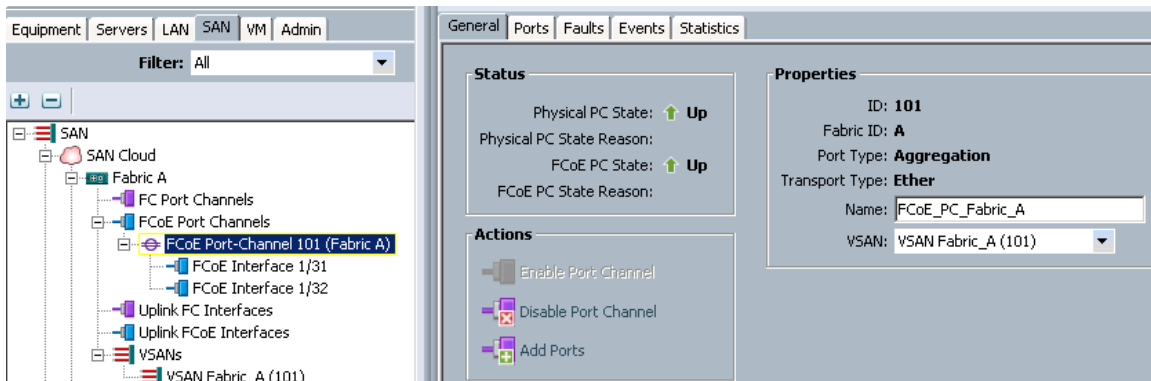 Equipment Servers LAN SAN VM Admin
Filter: All
SAN
SAN Cloud
Fabric A
FC Port Channels
FCoE Port Channels
FCoE Port-Channel 101 (Fabric A)
FCoE Interface 1/31
FCoE Interface 1/32
Uplink FC Interfaces
Uplink FCoE Interfaces
VSANs
VSAN Fabric_A (101)
General Ports Faults Events Statistics
Status
Physical PC State: Up
Physical PC State Reason:
FCoE PC State: Up
FCoE PC State Reason:
Actions
Enable Port Channel
Disable Port Channel
Add Ports
Properties
ID: 101
Fabric ID: A
Port Type: Aggregation
Transport Type: Ether
Name: FCoE_PC_Fabric_A
VSAN: VSAN Fabric_A (101)